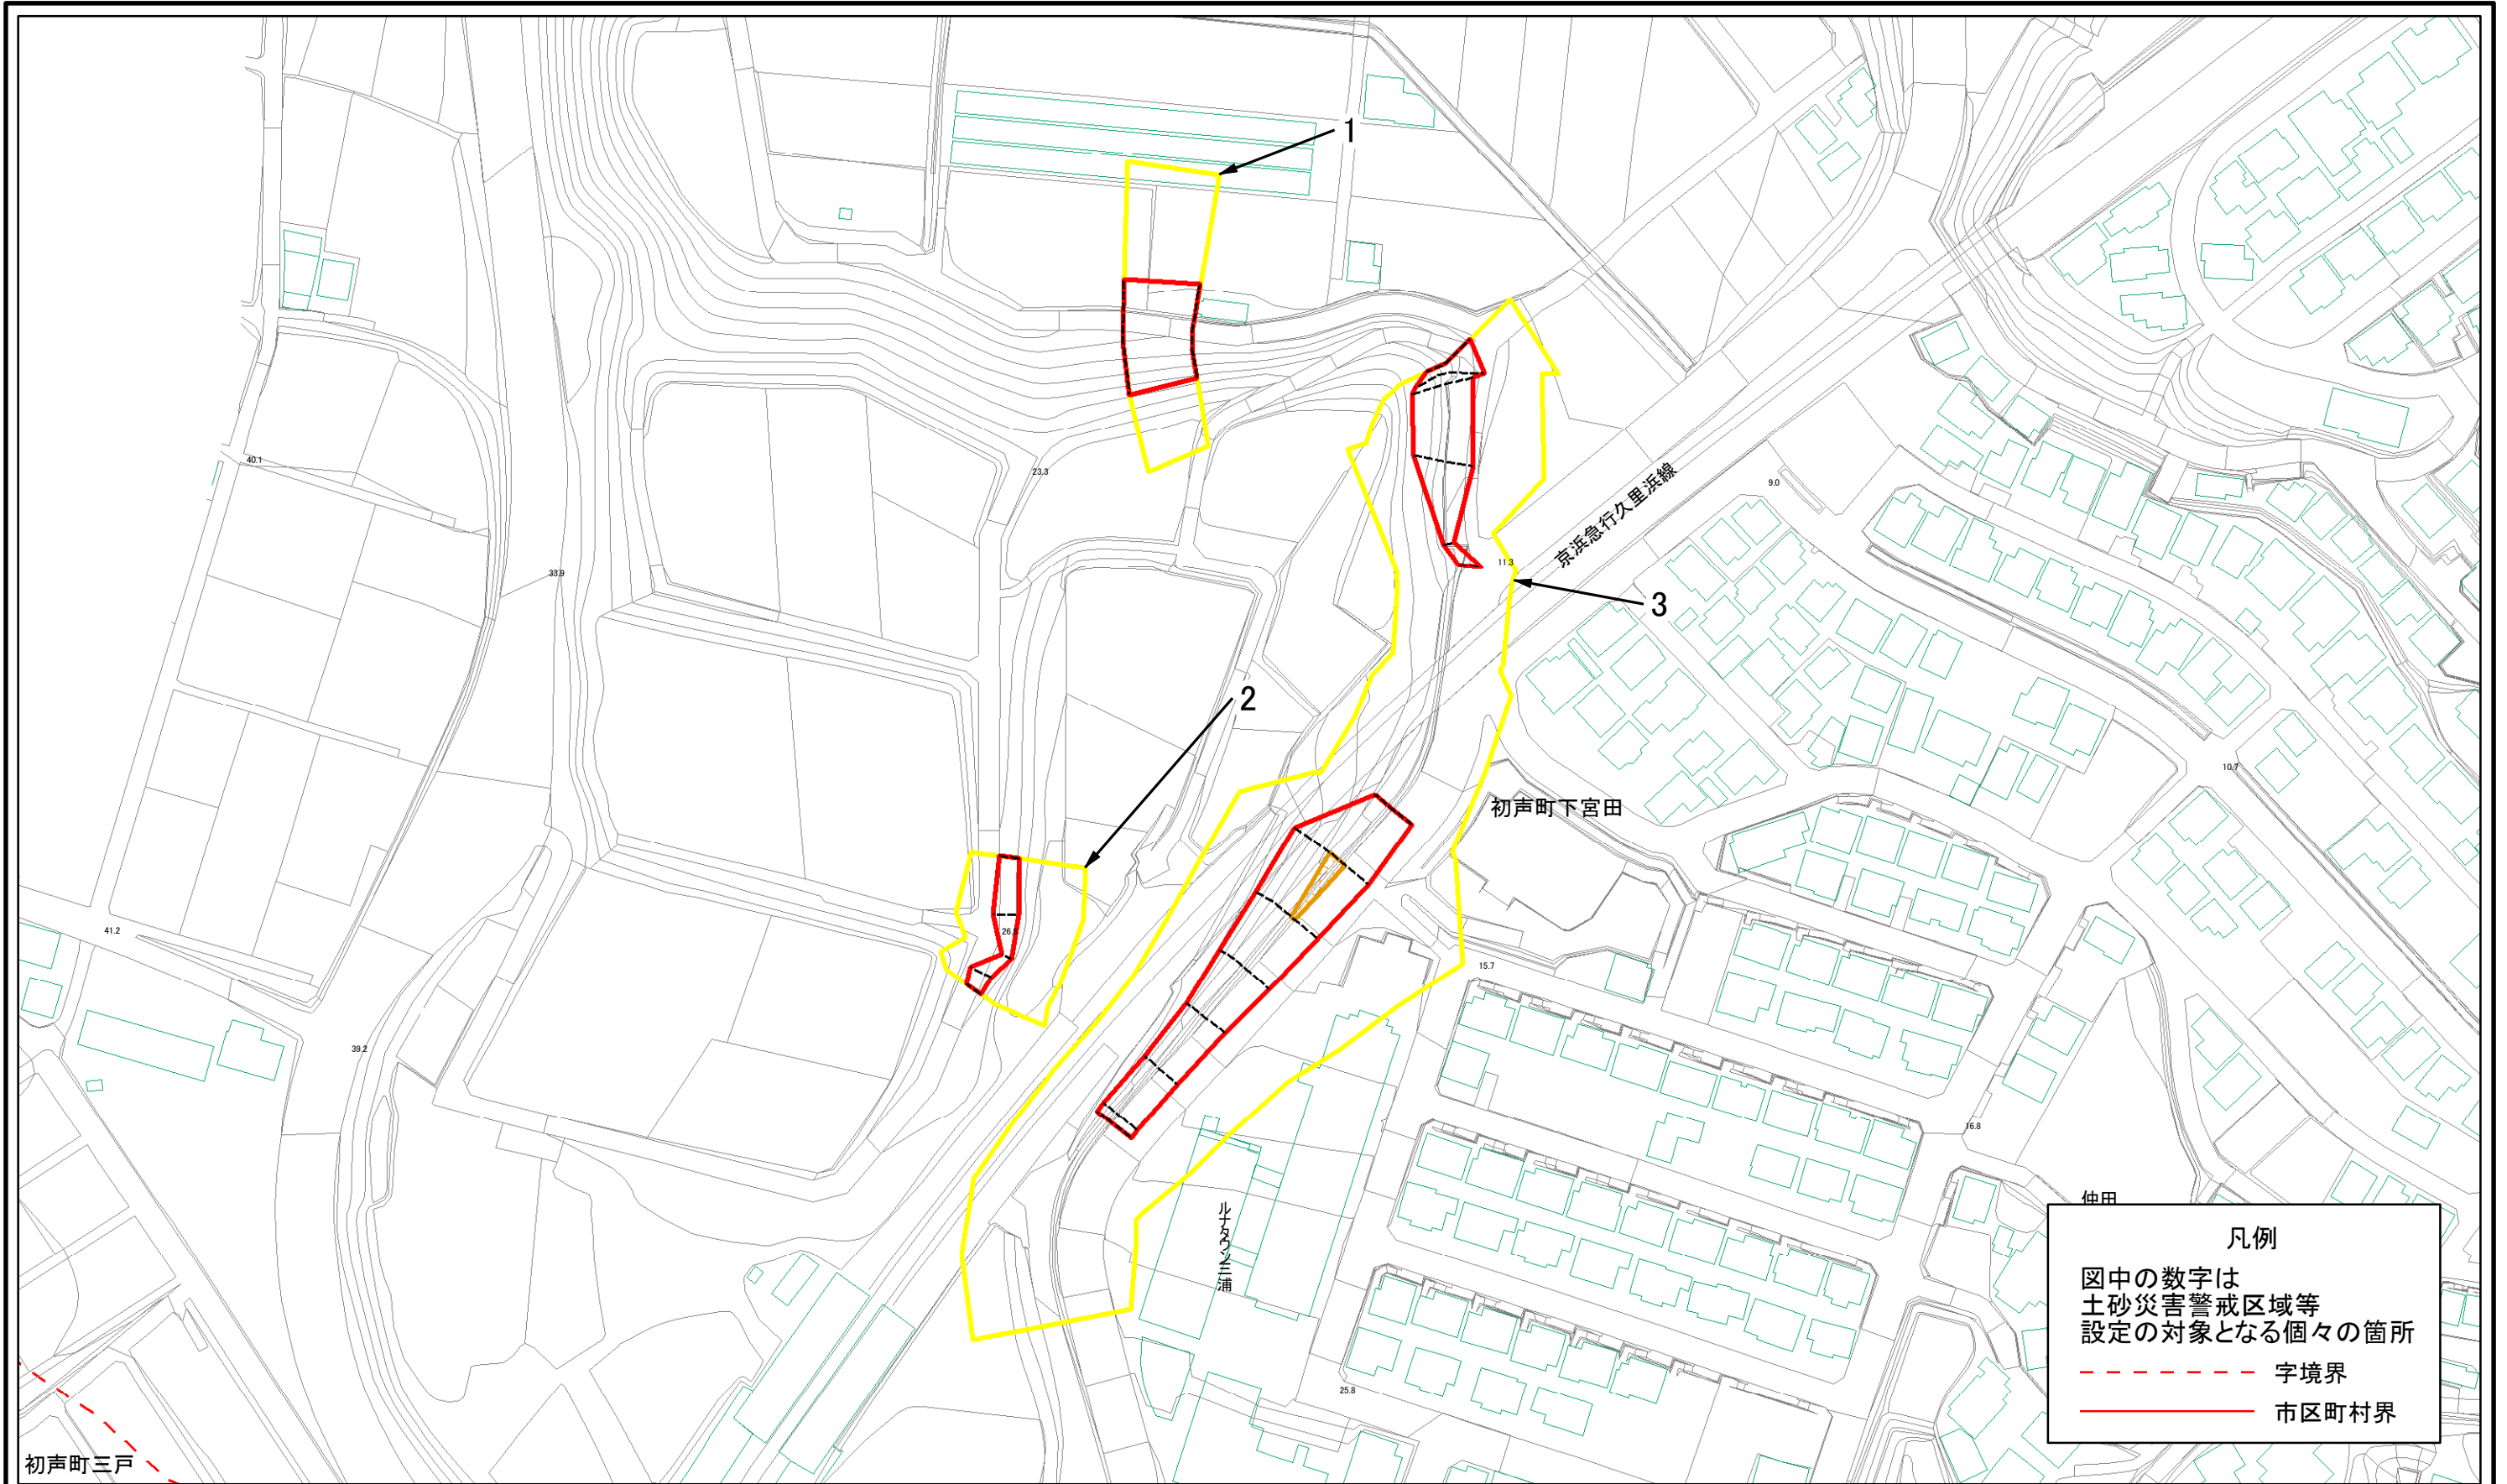 1
40.1
23.3
京浜急行久里浜線
9.0
11.3
33.9
3
2
10.7
初声町下宮田
26.8
41.2
15.7
39.2
16.8
仲田
ルナタウン三浦
凡例
図中の数字は
土砂災害警戒区域等
設定の対象となる個々の箇所
字境界
市区町村界
25.8
初声町三戸